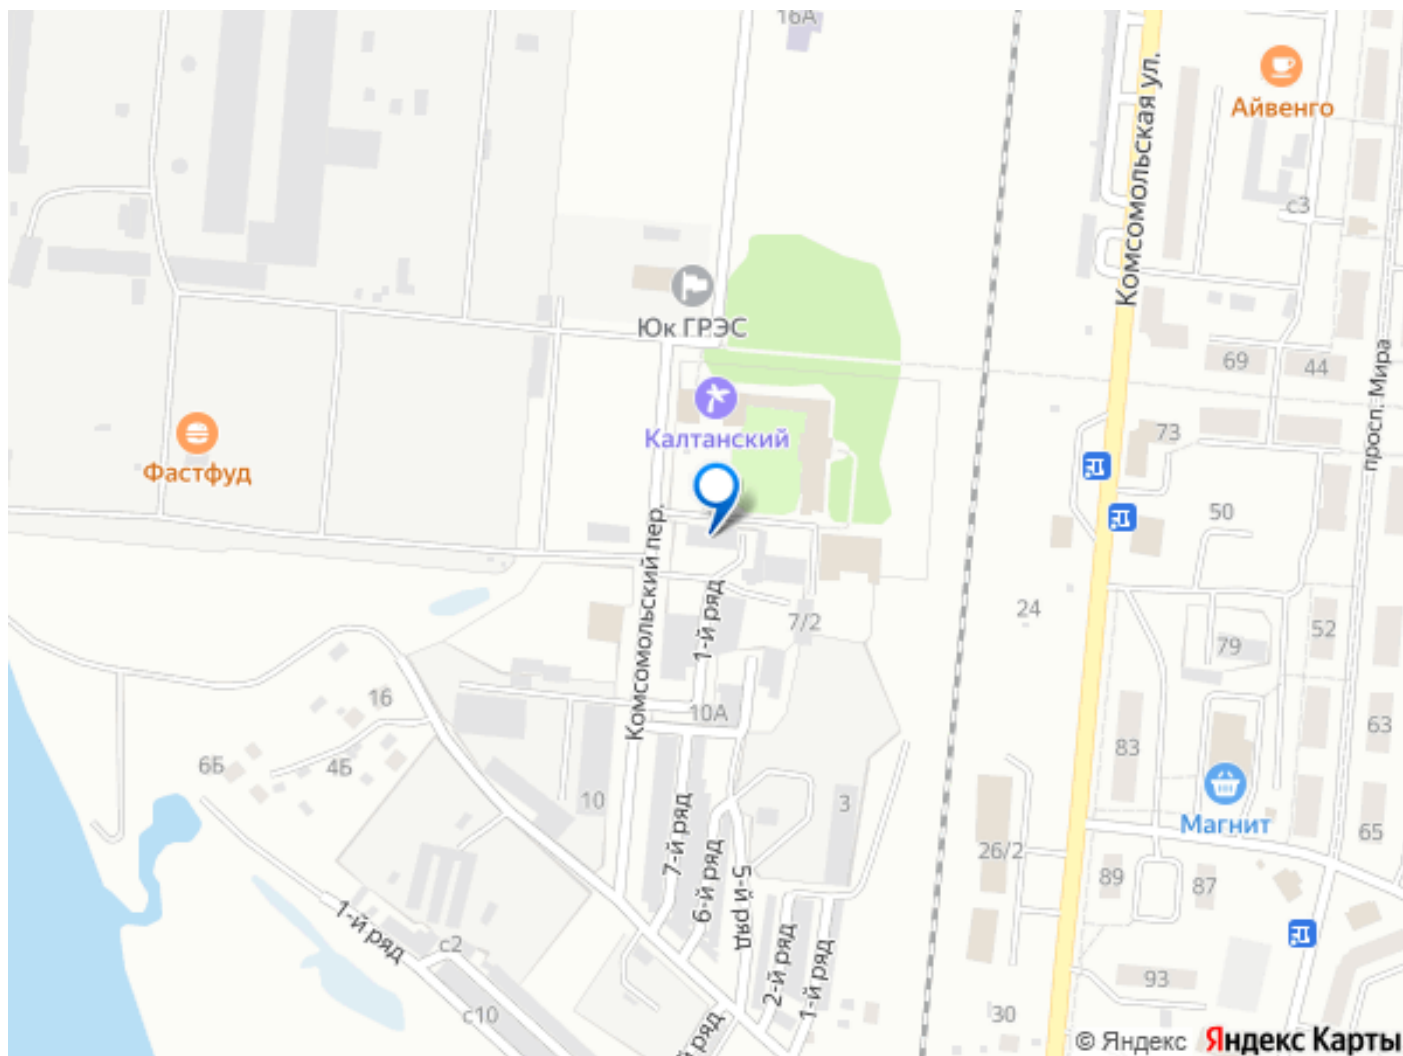 16А
Комсомольская ул.
Айвенго
с3
Юк ГРЭС
69
44
просп. Мира
Калтанский
73
Фастфуд
50
Комсомольский пер.
1-й ряд
7/2
24
52
79
16
10А
63
6Б
4Б
83
10
3
Магнит
65
7-й ряд
6-й ряд
5-й ряд
26/2
89
87
1-й ряд
с2
2-й ряд
1-й ряд
93
с10
30
й ряд
© Яндекс Яндекс Карты